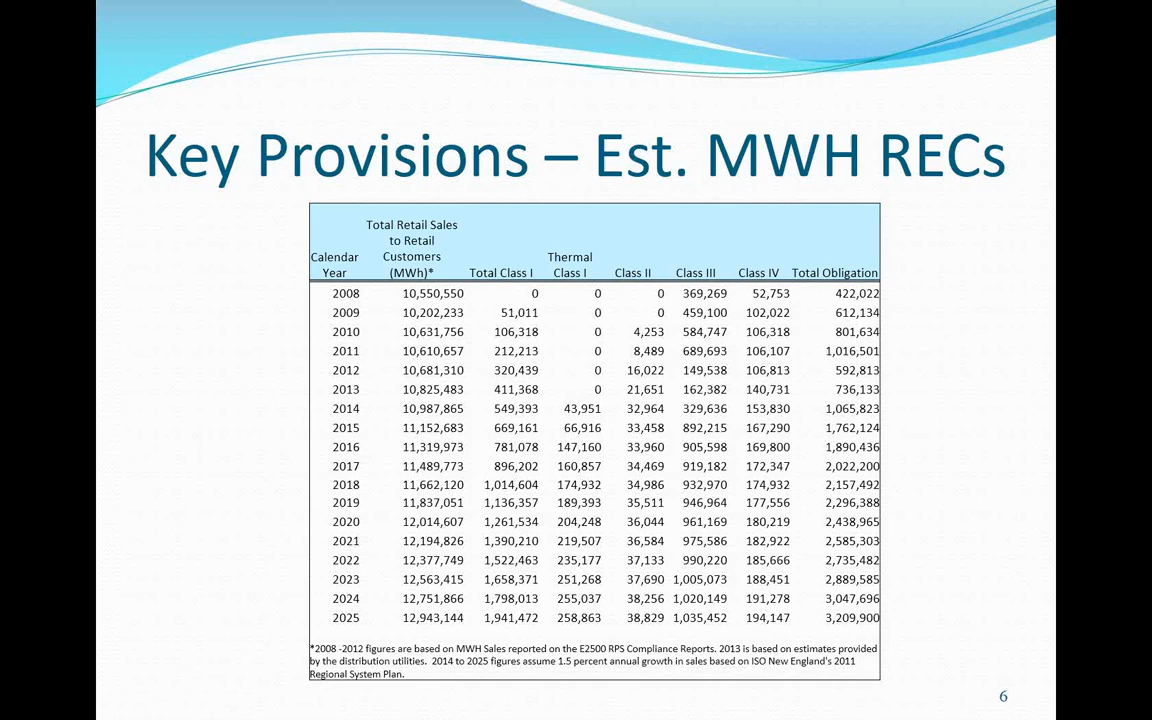 Key Provisions – Est. MWH RECs
Total Retail Sales
to Retail
Calendar Customers Thermal
Year (MWh)* Total Class I Class I Class II Class III Class IV Total Obligation
2008 10,550,550 0 0 0 369,269 52,753 422,022
2009 10,202,233 51,011 0 0 459,100 102,022 612,134
2010 10,631,756 106,318 0 4,253 584,747 106,318 801,634
2011 10,610,657 212,213 0 8,489 689,693 106,107 1,016,501
2012 10,681,310 320,439 0 16,022 149,538 106,813 592,813
2013 10,825,483 411,368 0 21,651 162,382 140,731 736,133
2014 10,987,865 549,393 43,951 32,964 329,636 153,830 1,065,823
2015 11,152,683 669,161 66,916 33,458 892,215 167,290 1,762,124
2016 11,319,973 781,078 147,160 33,960 905,598 169,800 1,890,436
2017 11,489,773 896,202 160,857 34,469 919,182 172,347 2,022,200
2018 11,662,120 1,014,604 174,932 34,986 932,970 174,932 2,157,492
2019 11,837,051 1,136,357 189,393 35,511 946,964 177,556 2,296,388
2020 12,014,607 1,261,534 204,248 36,044 961,169 180,219 2,438,965
2021 12,194,826 1,390,210 219,507 36,584 975,586 182,922 2,585,303
2022 12,377,749 1,522,463 235,177 37,133 990,220 185,666 2,735,482
2023 12,563,415 1,658,371 251,268 37,690 1,005,073 188,451 2,889,585
2024 12,751,866 1,798,013 255,037 38,256 1,020,149 191,278 3,047,696
2025 12,943,144 1,941,472 258,863 38,829 1,035,452 194,147 3,209,900
*2008 -2012 figures are based on MWH Sales reported on the E2500 RPS Compliance Reports. 2013 is based on estimates provided
by the distribution utilities. 2014 to 2025 figures assume 1.5 percent annual growth in sales based on ISO New England's 2011
Regional System Plan.
6